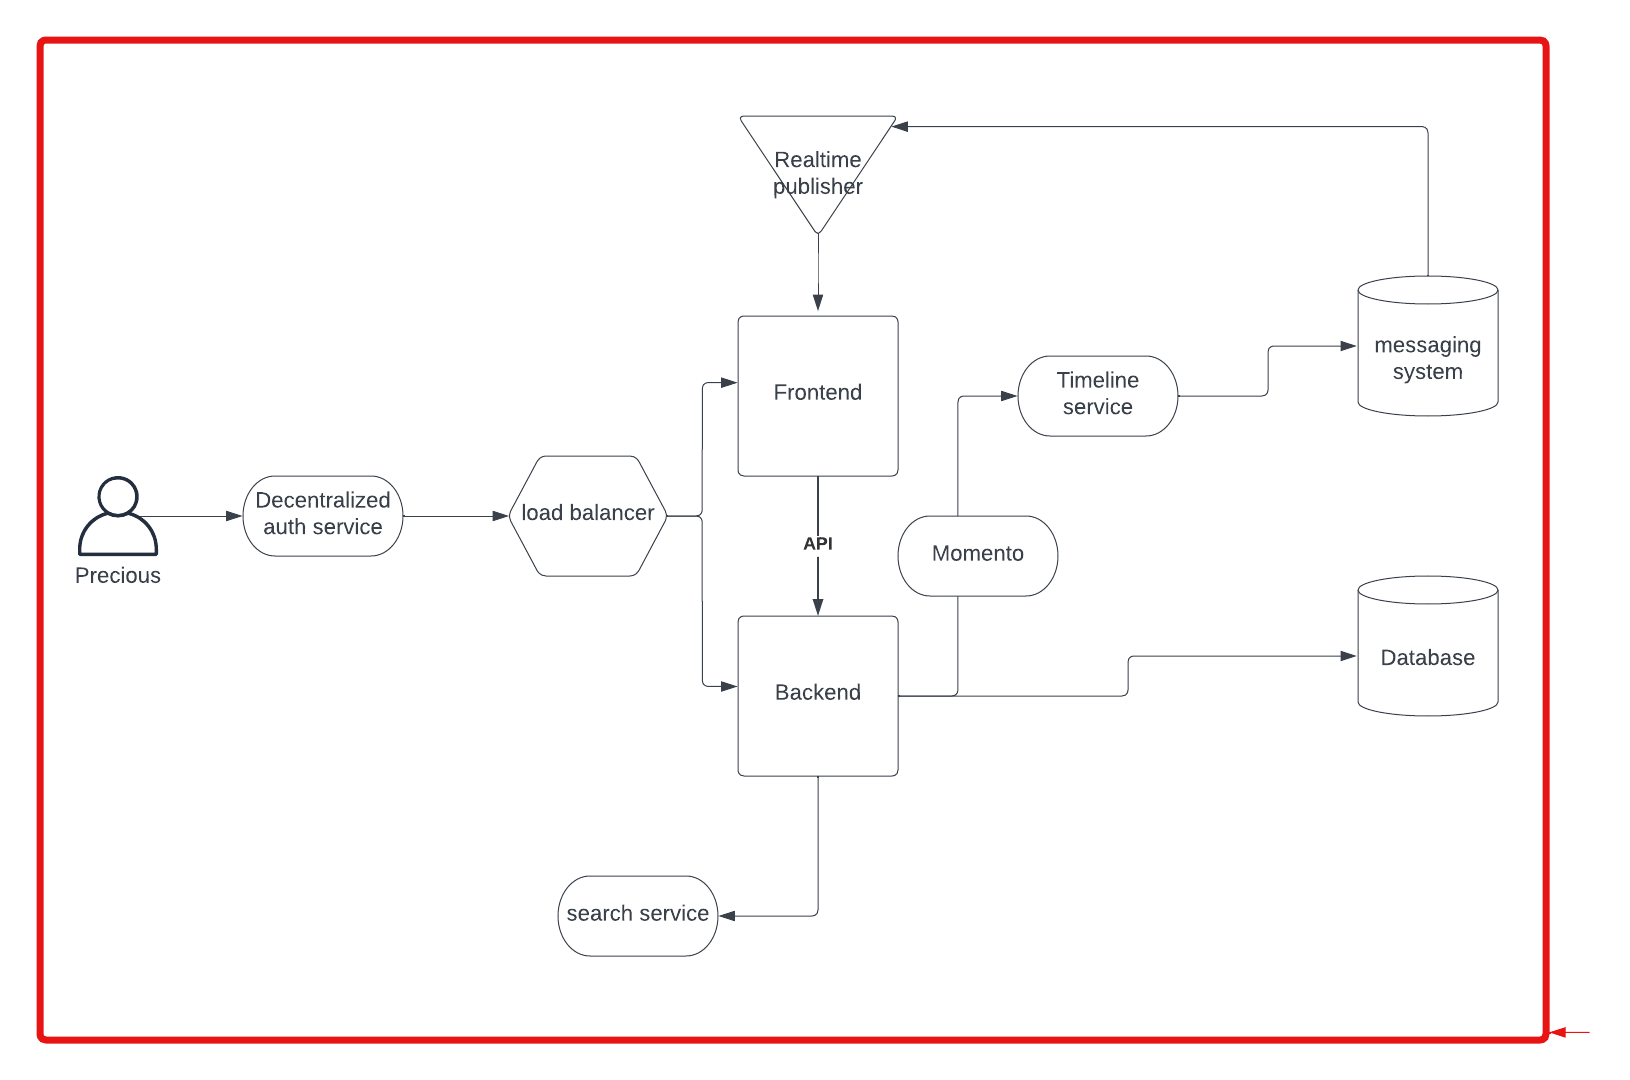 Realtime
publisher
Frontend
Timeline
service
messaging
system
Decentralized
auth service
load balancer
API
Momento
Precious
Backend
Database
search service